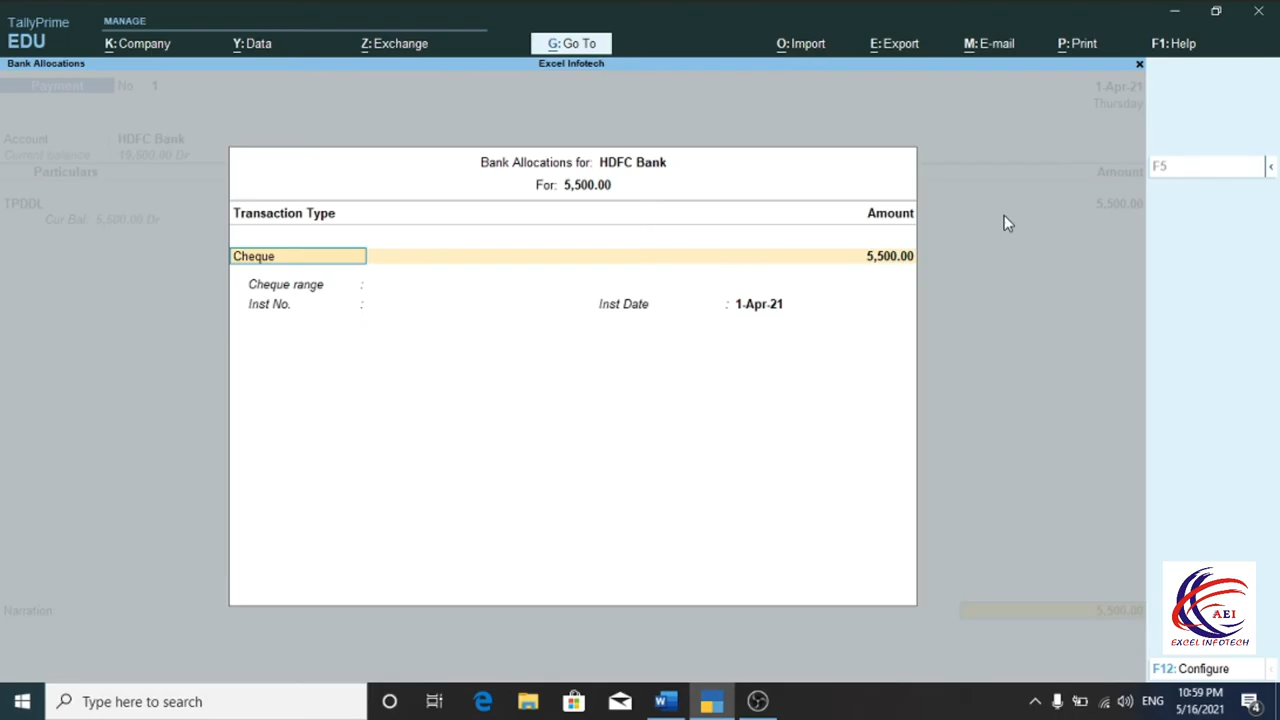 TallyPrime
EDU
MANAGE
K:Company Y:Data Z:Exchange G:Go To O:Import E:Export M:E-mail P:Print F1:Help
Bank Allocations Excel Infotech ×
Payment No 1 1-Apr-21
Thursday
Account : HDFC Bank
Current balance : 19,500.00 Dr
Particulars Amount
TPDDL 5,500.00
Cur Bal: 5,500.00 Dr
Bank Allocations for: HDFC Bank
For: 5,500.00
Transaction Type Amount
Cheque 5,500.00
Cheque range :
Inst No. : Inst Date : 1-Apr-21
Narration 5,500.00
F5
AEI
EXCEL INFOTECH
F12: Configure
Type here to search
ENG
10:59 PM
5/16/2021
4